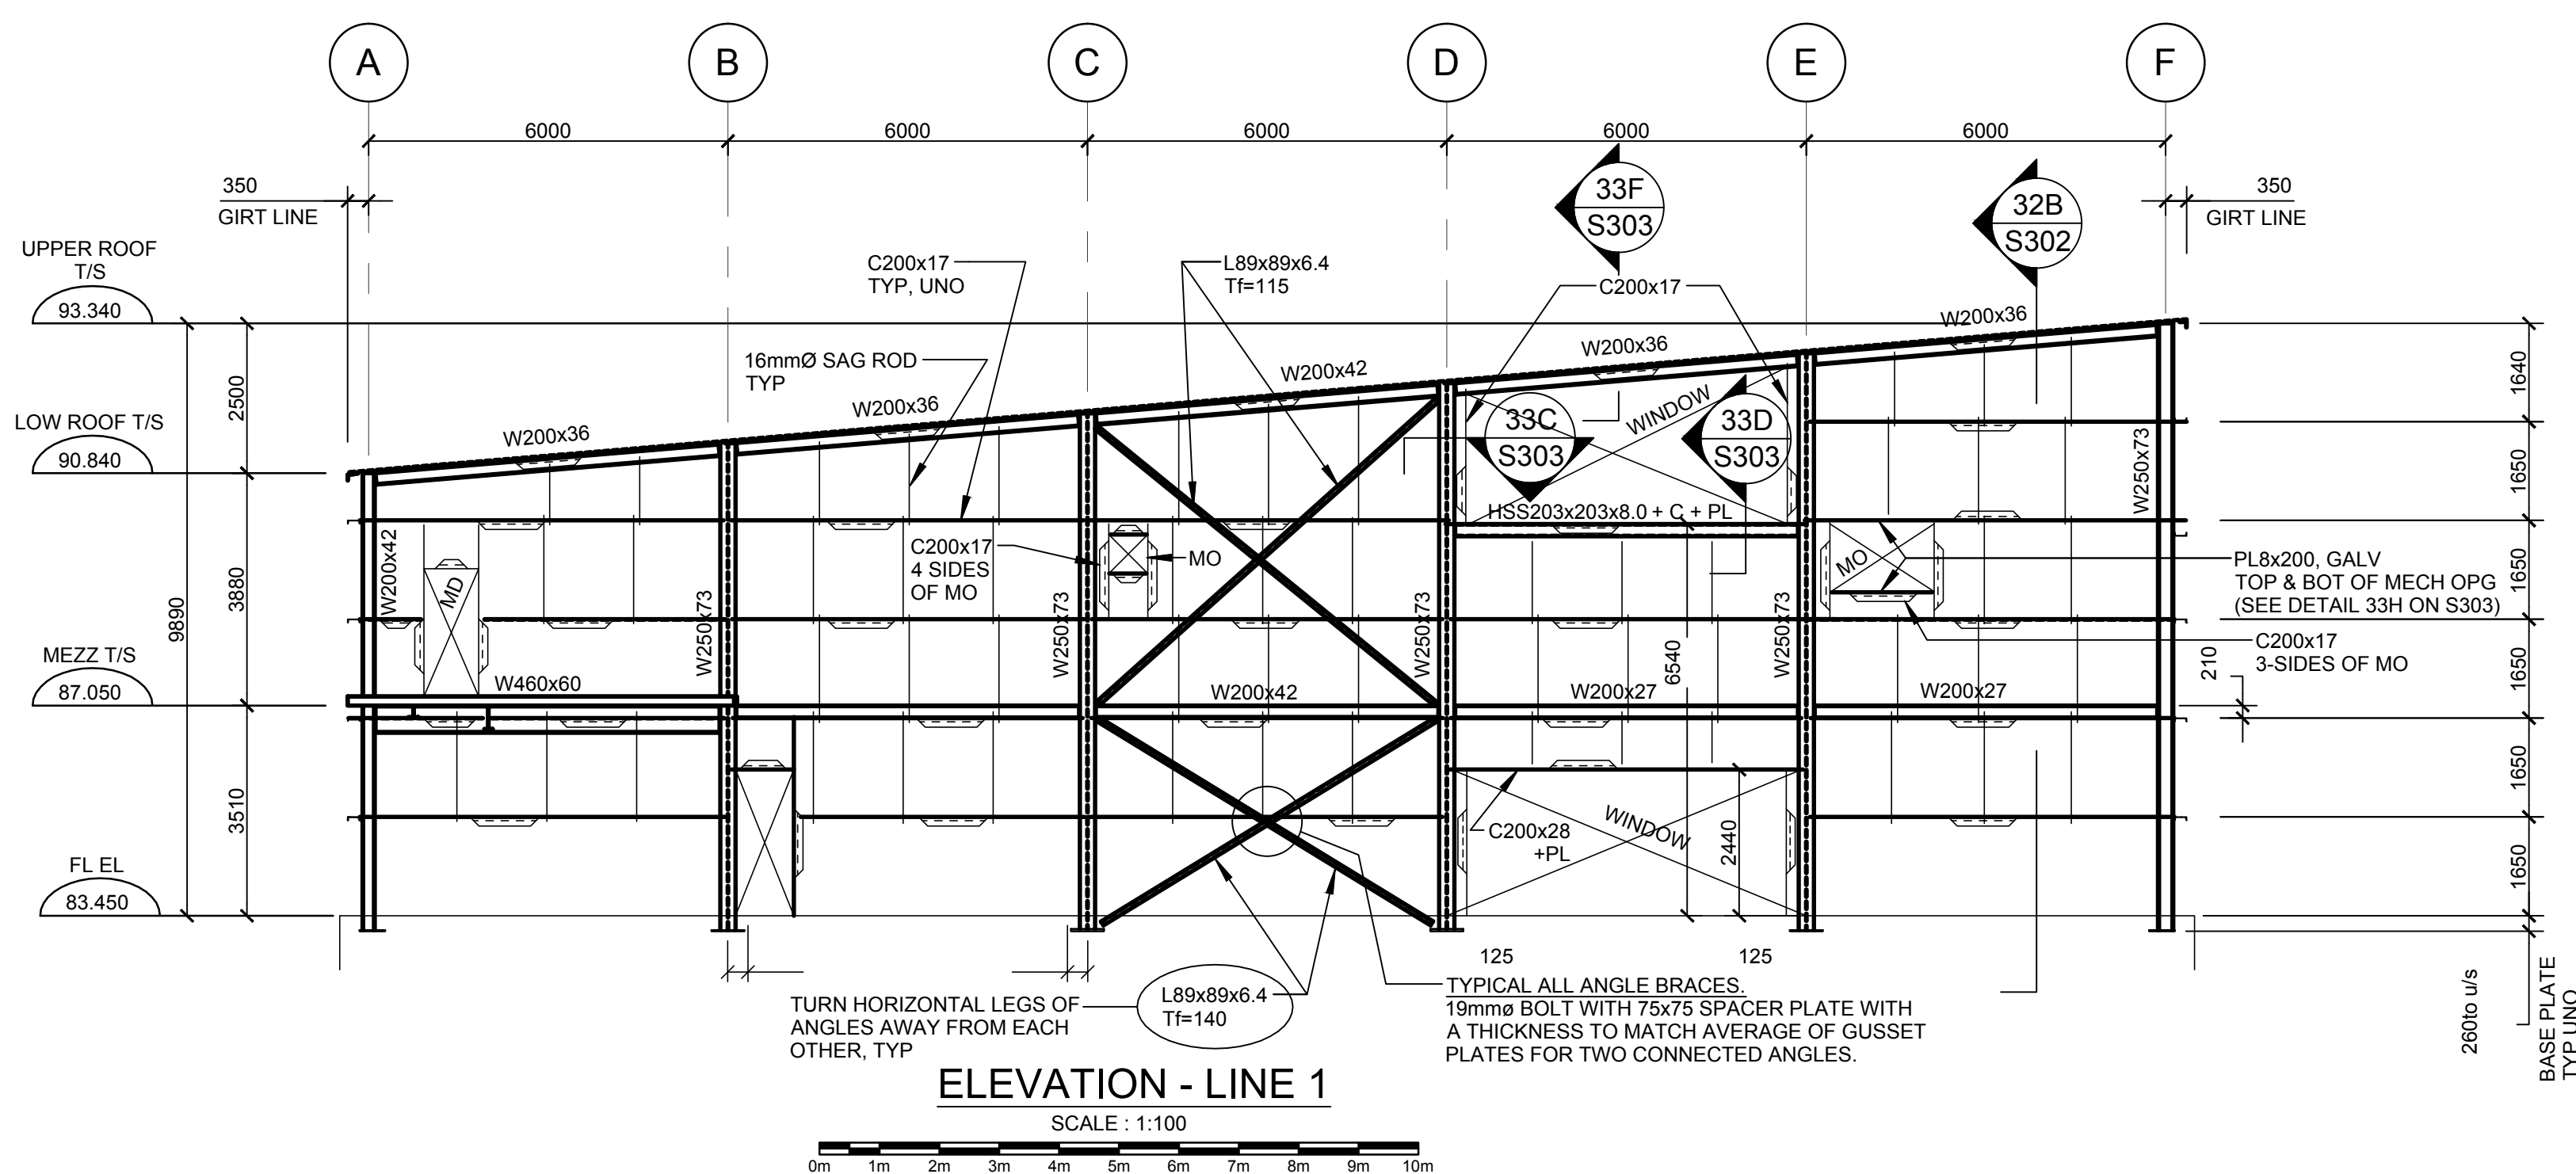 A
B
C
D
E
F
6000
6000
6000
6000
6000
350
GIRT LINE
350
GIRT LINE
33F
S303
32B
S302
UPPER ROOF
T/S
93.340
LOW ROOF T/S
90.840
MEZZ T/S
87.050
FL EL
83.450
9890
2500
3880
3510
C200x17
TYP, UNO
16mmØ SAG ROD
TYP
L89x89x6.4
Tf=115
C200x17
W200x36
W200x36
W200x42
W200x36
W200x36
33C
S303
33D
S303
WINDOW
HSS203x203x8.0 + C + PL
W200x42
MD
W250x73
C200x17
4 SIDES
OF MO
MO
W250x73
W250x73
W250x73
W250x73
MO
PL8x200, GALV
TOP & BOT OF MECH OPG
(SEE DETAIL 33H ON S303)
C200x17
3-SIDES OF MO
W460x60
W200x42
W200x27
W200x27
6540
210
1640
1650
1650
1650
1650
1650
C200x28
+PL
WINDOW
2440
125
125
TURN HORIZONTAL LEGS OF
ANGLES AWAY FROM EACH
OTHER, TYP
L89x89x6.4
Tf=140
TYPICAL ALL ANGLE BRACES.
19mmø BOLT WITH 75x75 SPACER PLATE WITH
A THICKNESS TO MATCH AVERAGE OF GUSSET
PLATES FOR TWO CONNECTED ANGLES.
260to u/s
BASE PLATE
TYP UNO
ELEVATION - LINE 1
SCALE : 1:100
0m 1m 2m 3m 4m 5m 6m 7m 8m 9m 10m